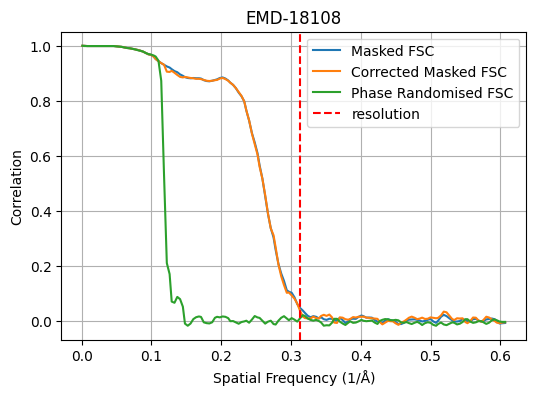 EMD-18108
Masked FSC
Corrected Masked FSC
Phase Randomised FSC
resolution
Correlation
1.0
0.8
0.6
0.4
0.2
0.0
0.0 0.1 0.2 0.3 0.4 0.5 0.6
Spatial Frequency (1/Å)